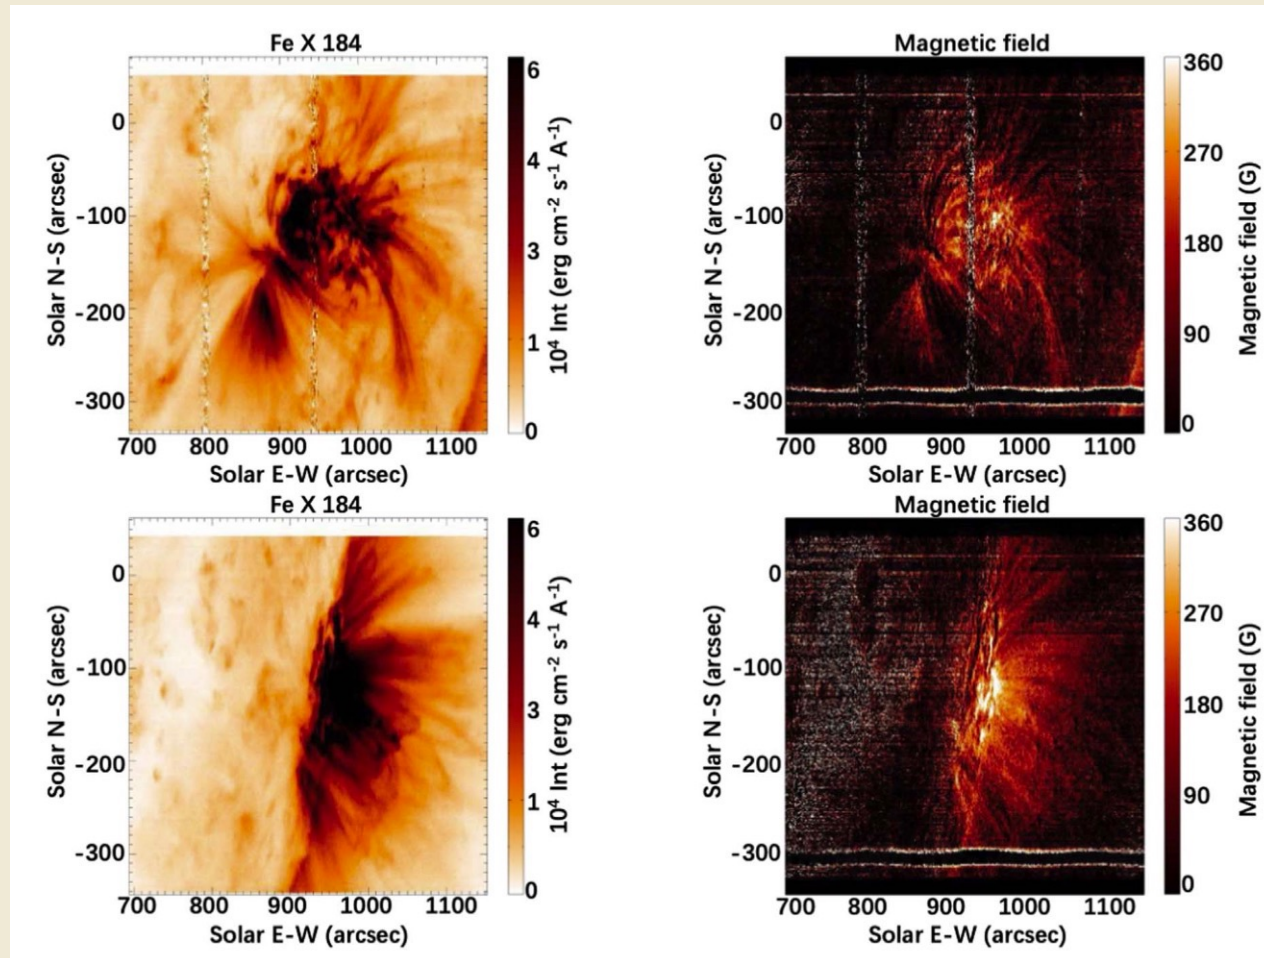 Fe X 184
Magnetic field
Solar N-S (arcsec)
0
-100
-200
-300
700 800 900 1000 1100
Solar E-W (arcsec)
6
4
3
1
0
10⁴ Int (erg cm⁻² s⁻¹ A⁻¹)
Solar N-S (arcsec)
0
-100
-200
-300
700 800 900 1000 1100
Solar E-W (arcsec)
360
270
180
90
0
Magnetic field (G)
Fe X 184
Magnetic field
Solar N-S (arcsec)
0
-100
-200
-300
700 800 900 1000 1100
Solar E-W (arcsec)
6
4
3
1
0
10⁴ Int (erg cm⁻² s⁻¹ A⁻¹)
Solar N-S (arcsec)
0
-100
-200
-300
700 800 900 1000 1100
Solar E-W (arcsec)
360
270
180
90
0
Magnetic field (G)